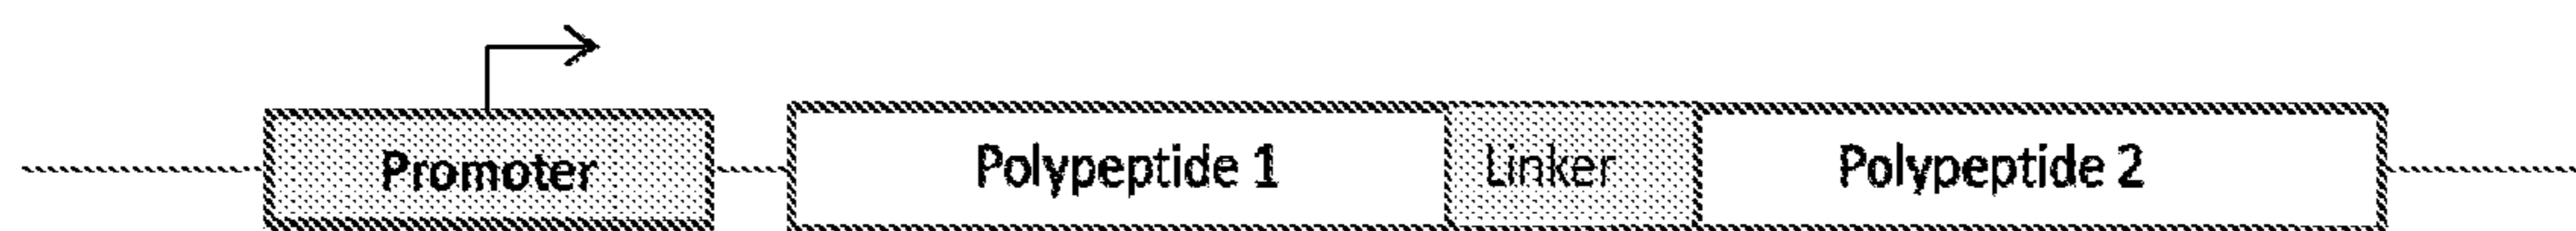 Promoter
Polypeptide 1
Linker
Polypeptide 2